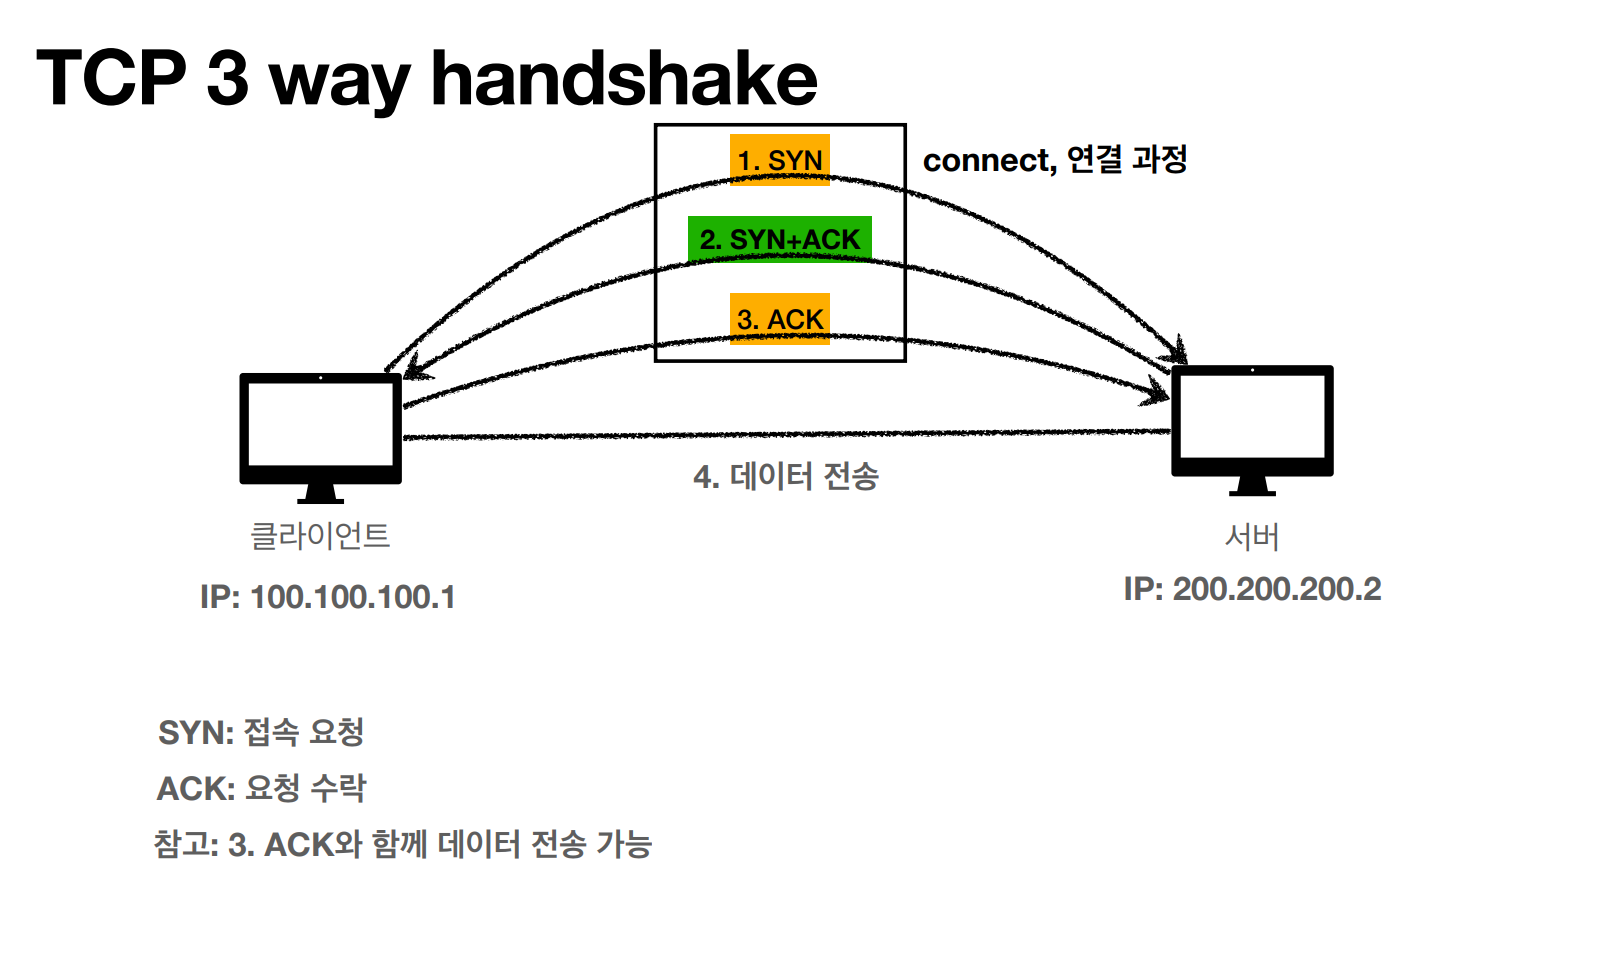 TCP 3 way handshake
1. SYN
connect, 연결 과정
2. SYN+ACK
3. ACK
4. 데이터 전송
클라이언트
서버
IP: 100.100.100.1
IP: 200.200.200.2
SYN: 접속 요청
ACK: 요청 수락
참고: 3. ACK와 함께 데이터 전송 가능